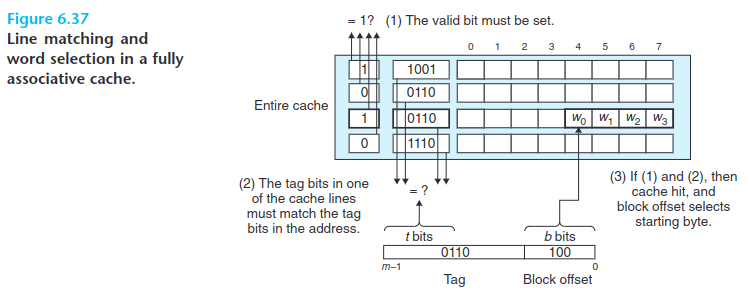 Figure 6.37
Line matching and
word selection in a fully
associative cache.
= 1? (1) The valid bit must be set.
0 1 2 3 4 5 6 7
1 1001
0 0110
Entire cache
1 0110 w0 w1 w2 w3
0 1110
(2) The tag bits in one
of the cache lines
must match the tag
bits in the address.
= ?
(3) If (1) and (2), then
cache hit, and
block offset selects
starting byte.
t bits b bits
0110 100
m–1 0
Tag Block offset